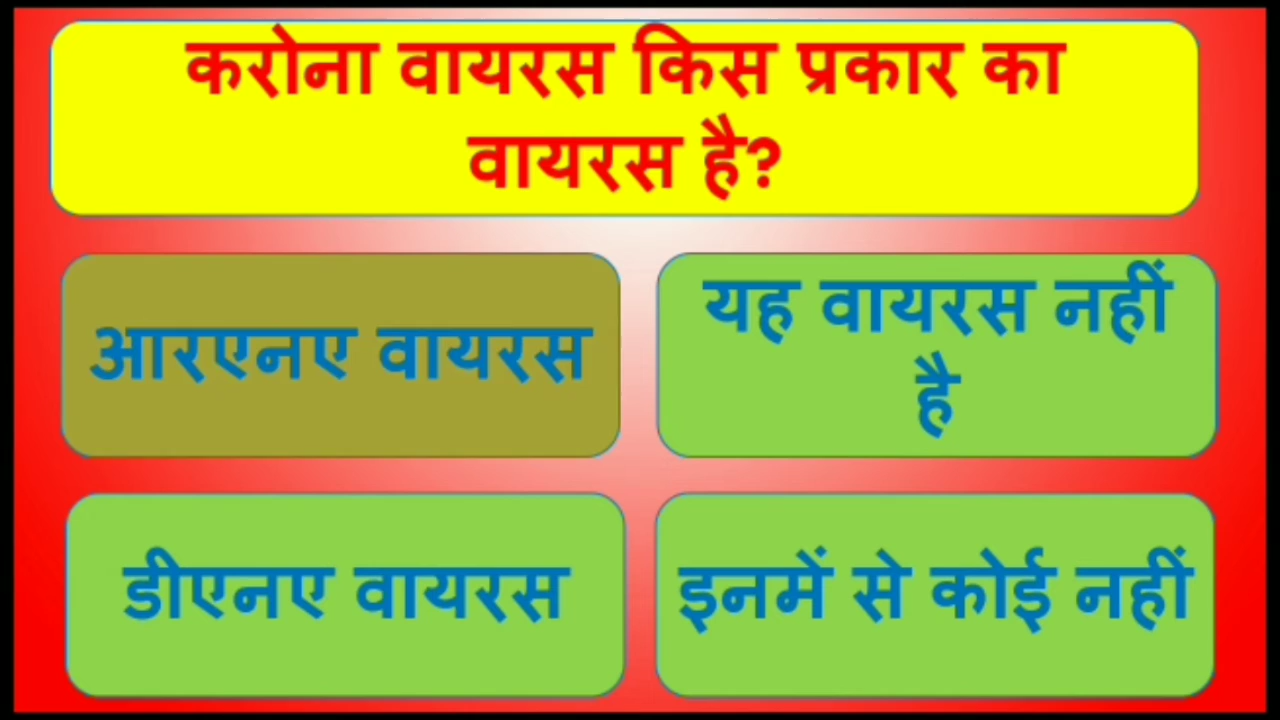 करोना वायरस किस प्रकार का
वायरस है?
आरएनए वायरस
यह वायरस नहीं
है
डीएनए वायरस
इनमें से कोई नहीं